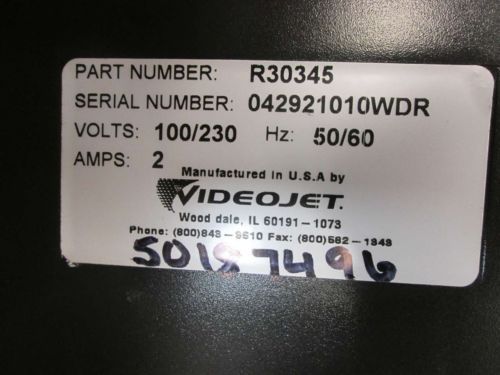 PART NUMBER: R30345
SERIAL NUMBER: 042921010WDR
VOLTS: 100/230 Hz: 50/60
AMPS: 2
Manufactured in U.S.A by
VIDEOJET.
Wood dale, IL 60191-1073
Phone: (800)843-3610 Fax: (800)582-1343
50187496